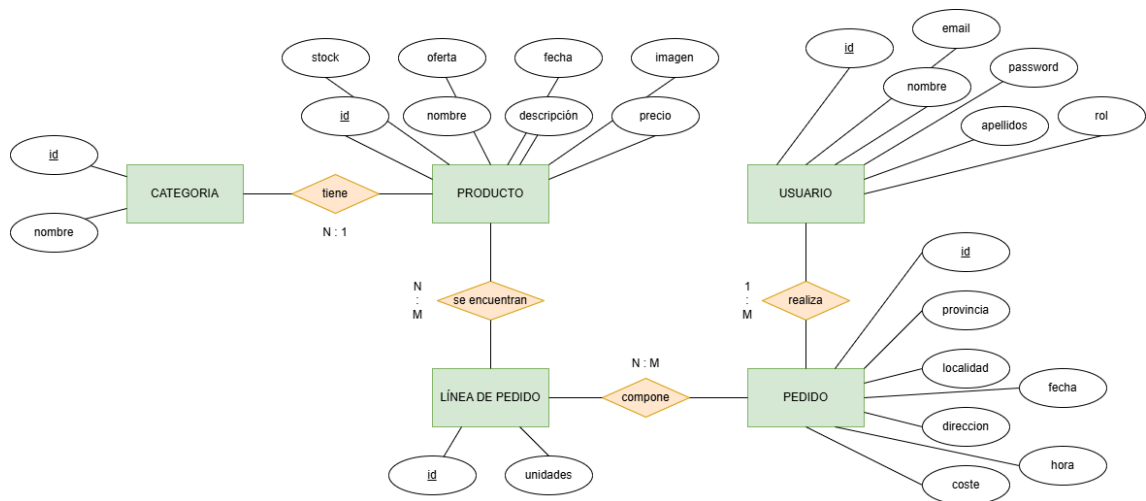 email
id
stock
oferta
fecha
imagen
password
nombre
id
nombre
descripción
precio
rol
apellidos
id
CATEGORIA
tiene
PRODUCTO
USUARIO
nombre
N : 1
id
N
:
M
se encuentran
1
:
M
realiza
provincia
N : M
localidad
fecha
LÍNEA DE PEDIDO
compone
PEDIDO
direccion
hora
id
unidades
coste